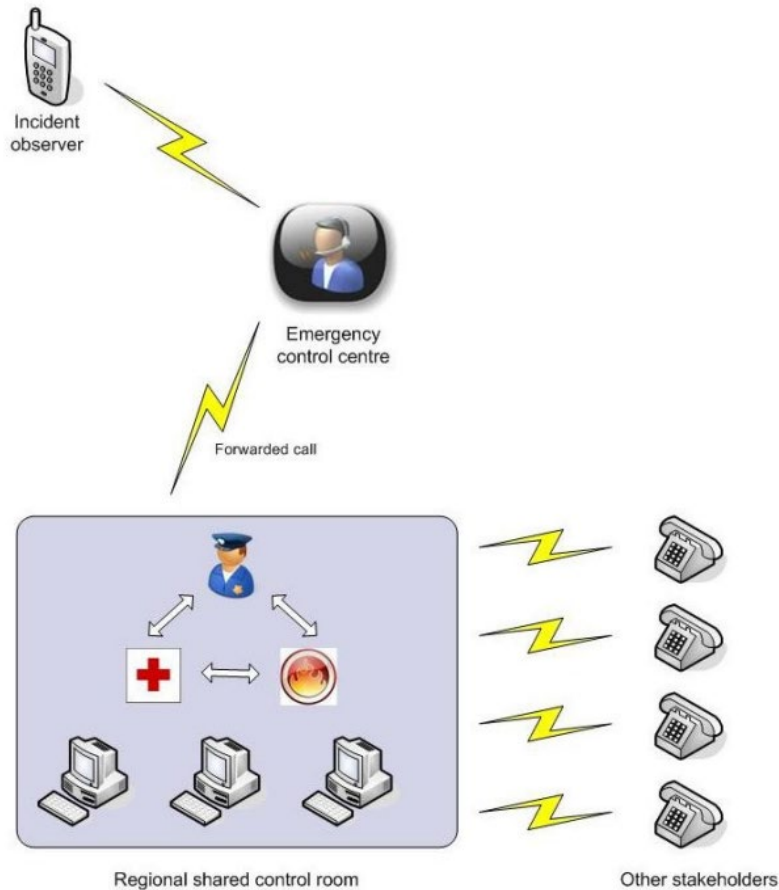 Incident
observer
Emergency
control centre
Forwarded call
Regional shared control room
Other stakeholders